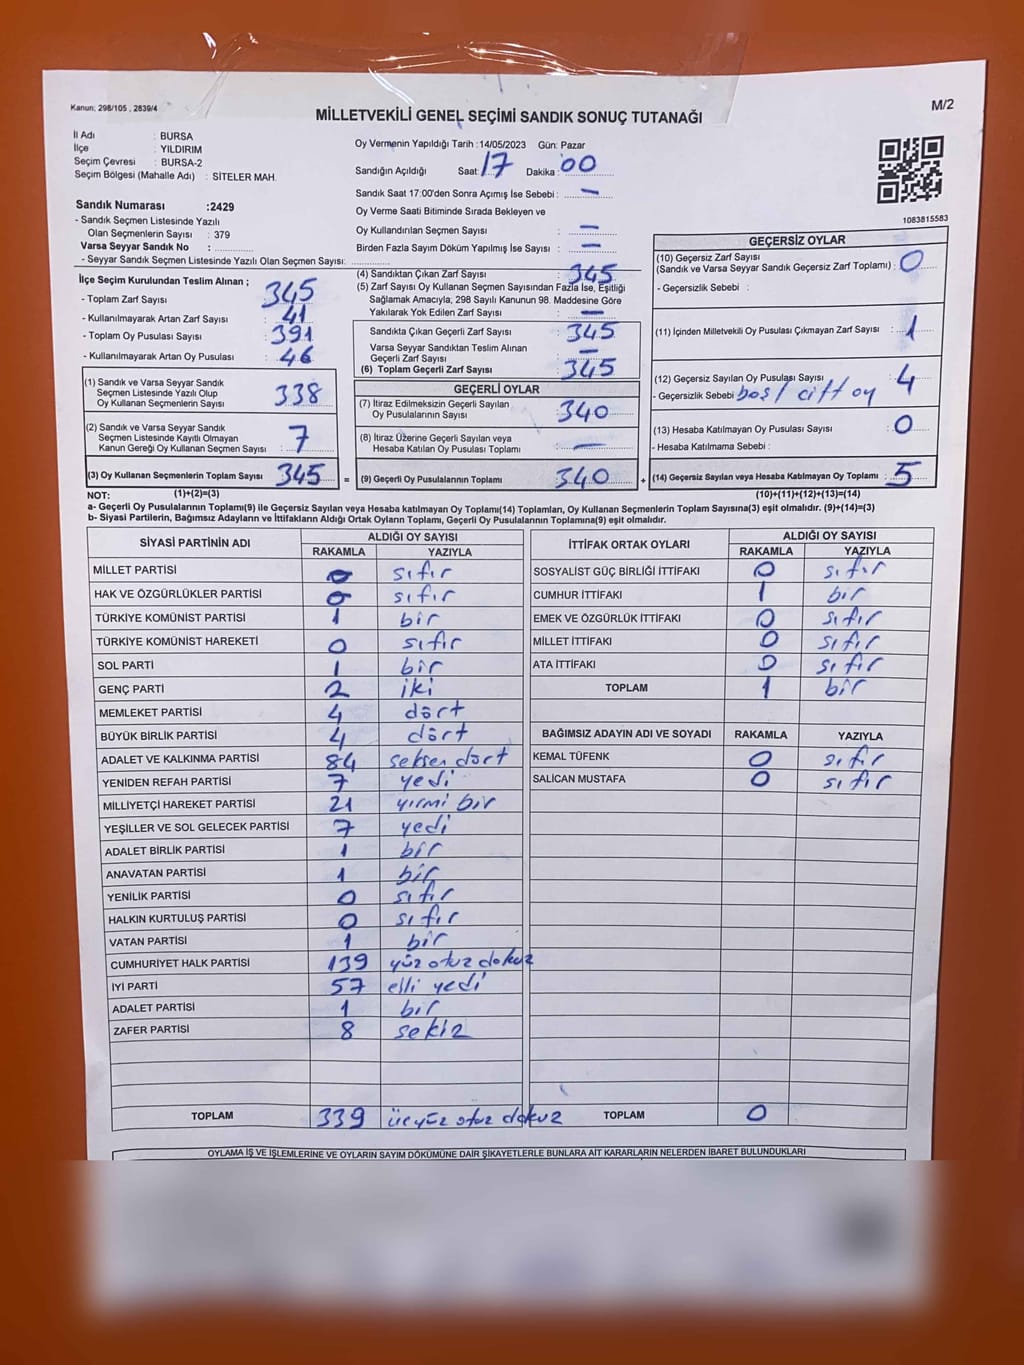 Kanun: 298/105 , 2839/4
M/2
MİLLETVEKİLİ GENEL SEÇİMİ SANDIK SONUÇ TUTANAĞI
İl Adı : BURSA
İlçe : YILDIRIM
Seçim Çevresi : BURSA-2
Seçim Bölgesi (Mahalle Adı) : SİTELER MAH.
Sandık Numarası :2429
- Sandık Seçmen Listesinde Yazılı
Olan Seçmenlerin Sayısı : 379
Varsa Seyyar Sandık No :
- Seyyar Sandık Seçmen Listesinde Yazılı Olan Seçmen Sayısı:
Oy Vermenin Yapıldığı Tarih :14/05/2023 Gün: Pazar
Sandığın Açıldığı Saat: 17 Dakika : 00
Sandık Saat 17:00'den Sonra Açımış İse Sebebi : —
Oy Verme Saati Bitiminde Sırada Bekleyen ve
Oy Kullandırılan Seçmen Sayısı : —
Birden Fazla Sayım Döküm Yapılmış İse Sayısı : —
1083815583
İlçe Seçim Kurulundan Teslim Alınan ;
- Toplam Zarf Sayısı : 345
- Kullanılmayarak Artan Zarf Sayısı : 41
- Toplam Oy Pusulası Sayısı : 391
- Kullanılmayarak Artan Oy Pusulası : 46
(1) Sandık ve Varsa Seyyar Sandık
Seçmen Listesinde Yazılı Olup
Oy Kullanan Seçmenlerin Sayısı : 338
(2) Sandık ve Varsa Seyyar Sandık
Seçmen Listesinde Kayıtlı Olmayan
Kanun Gereği Oy Kullanan Seçmen Sayısı : 7
(3) Oy Kullanan Seçmenlerin Toplam Sayısı : 345 =
(4) Sandıktan Çıkan Zarf Sayısı : 345
(5) Zarf Sayısı Oy Kullanan Seçmen Sayısından Fazla İse, Eşitliği
Sağlamak Amacıyla, 298 Sayılı Kanunun 98. Maddesine Göre
Yakılarak Yok Edilen Zarf Sayısı : —
Sandıkta Çıkan Geçerli Zarf Sayısı : 345
Varsa Seyyar Sandıktan Teslim Alınan
Geçerli Zarf Sayısı : —
(6) Toplam Geçerli Zarf Sayısı : 345
GEÇERLİ OYLAR
(7) İtiraz Edilmeksizin Geçerli Sayılan
Oy Pusulalarının Sayısı : 340
(8) İtiraz Üzerine Geçerli Sayılan veya
Hesaba Katılan Oy Pusulaları Toplamı : —
(9) Geçerli Oy Pusulalarının Toplamı : 340 +
GEÇERSİZ OYLAR
(10) Geçersiz Zarf Sayısı
(Sandık ve Varsa Seyyar Sandık Geçersiz Zarf Toplamı) : 0
- Geçersizlik Sebebi :
(11) İçinden Milletvekili Oy Pusulası Çıkmayan Zarf Sayısı : 1
(12) Geçersiz Sayılan Oy Pusulası Sayısı : 4
- Geçersizlik Sebebi boş/ çift oy
(13) Hesaba Katılmayan Oy Pusulası Sayısı : 0
- Hesaba Katılmama Sebebi :
(14) Geçersiz Sayılan veya Hesaba Katılmayan Oy Toplamı : 5
NOT: (1)+(2)=(3) (10)+(11)+(12)+(13)=(14)
a- Geçerli Oy Pusulalarının Toplamı(9) ile Geçersiz Sayılan veya Hesaba katılmayan Oy Toplamı(14) Toplamları, Oy Kullanan Seçmenlerin Toplam Sayısına(3) eşit olmalıdır. (9)+(14)=(3)
b- Siyasi Partilerin, Bağımsız Adayların ve İttifakların Aldığı Ortak Oyların Toplamı, Geçerli Oy Pusulalarının Toplamına(9) eşit olmalıdır.
SİYASİ PARTİNİN ADI ALDIĞI OY SAYISI
RAKAMLA YAZIYLA
MİLLET PARTİSİ 0 sıfır
HAK VE ÖZGÜRLÜKLER PARTİSİ 0 sıfır
TÜRKİYE KOMÜNİST PARTİSİ 1 bir
TÜRKİYE KOMÜNİST HAREKETİ 0 sıfır
SOL PARTİ 1 bir
GENÇ PARTİ 2 iki
MEMLEKET PARTİSİ 4 dört
BÜYÜK BİRLİK PARTİSİ 4 dört
ADALET VE KALKINMA PARTİSİ 84 seksen dört
YENİDEN REFAH PARTİSİ 7 yedi
MİLLİYETÇİ HAREKET PARTİSİ 21 yirmi bir
YEŞİLLER VE SOL GELECEK PARTİSİ 7 yedi
ADALET BİRLİK PARTİSİ 1 bir
ANAVATAN PARTİSİ 1 bir
YENİLİK PARTİSİ 0 sıfır
HALKIN KURTULUŞ PARTİSİ 0 sıfır
VATAN PARTİSİ 1 bir
CUMHURİYET HALK PARTİSİ 139 yüz otuz dokuz
İYİ PARTİ 57 elli yedi
ADALET PARTİSİ 1 bir
ZAFER PARTİSİ 8 sekiz
TOPLAM 339 üçyüz otuz dokuz
İTTİFAK ORTAK OYLARI ALDIĞI OY SAYISI
RAKAMLA YAZIYLA
SOSYALİST GÜÇ BİRLİĞİ İTTİFAKI 0 sıfır
CUMHUR İTTİFAKI 1 bir
EMEK VE ÖZGÜRLÜK İTTİFAKI 0 sıfır
MİLLET İTTİFAKI 0 sıfır
ATA İTTİFAKI 0 sıfır
TOPLAM 1 bir
BAĞIMSIZ ADAYIN ADI VE SOYADI RAKAMLA YAZIYLA
KEMAL TÜFENK 0 sıfır
SALİCAN MUSTAFA 0 sıfır
TOPLAM 0
OYLAMA İŞ VE İŞLEMLERİNE VE OYLARIN SAYIM DÖKÜMÜNE DAİR ŞİKAYETLERLE BUNLARA AİT KARARLARIN NELERDEN İBARET BULUNDUKLARI